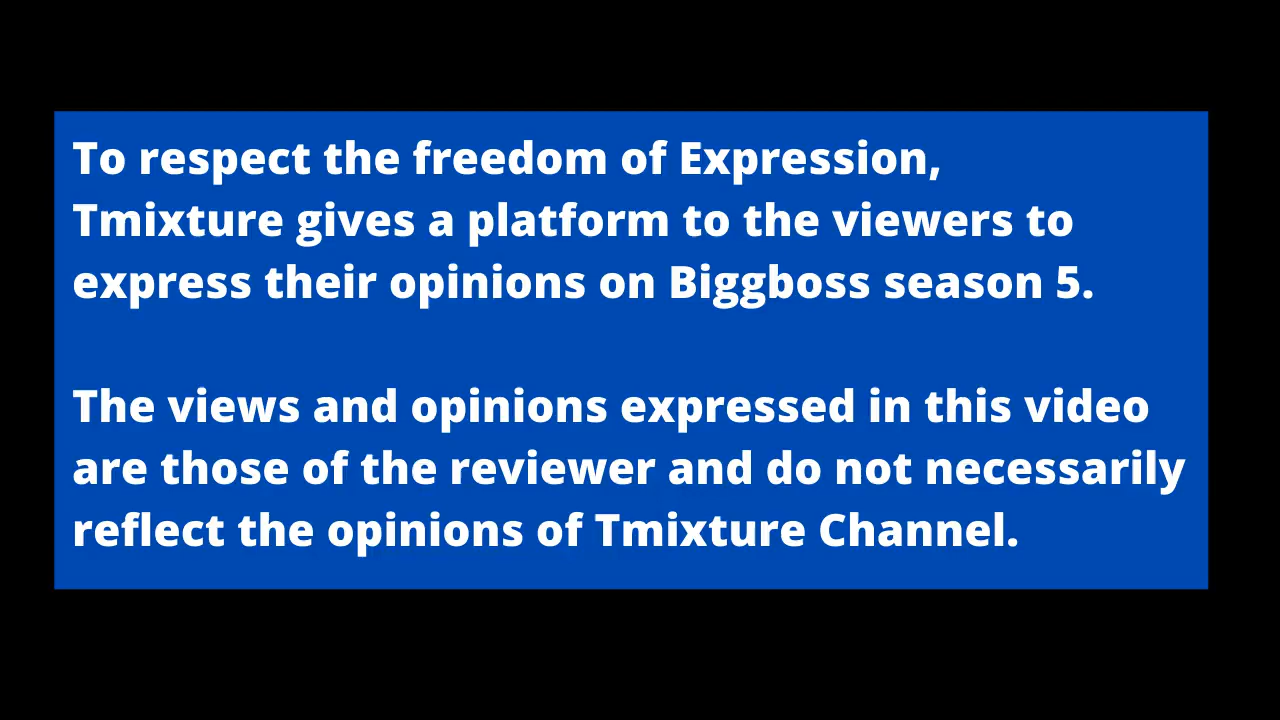 To respect the freedom of Expression,
Tmixture gives a platform to the viewers to
express their opinions on Biggboss season 5.
The views and opinions expressed in this video
are those of the reviewer and do not necessarily
reflect the opinions of Tmixture Channel.